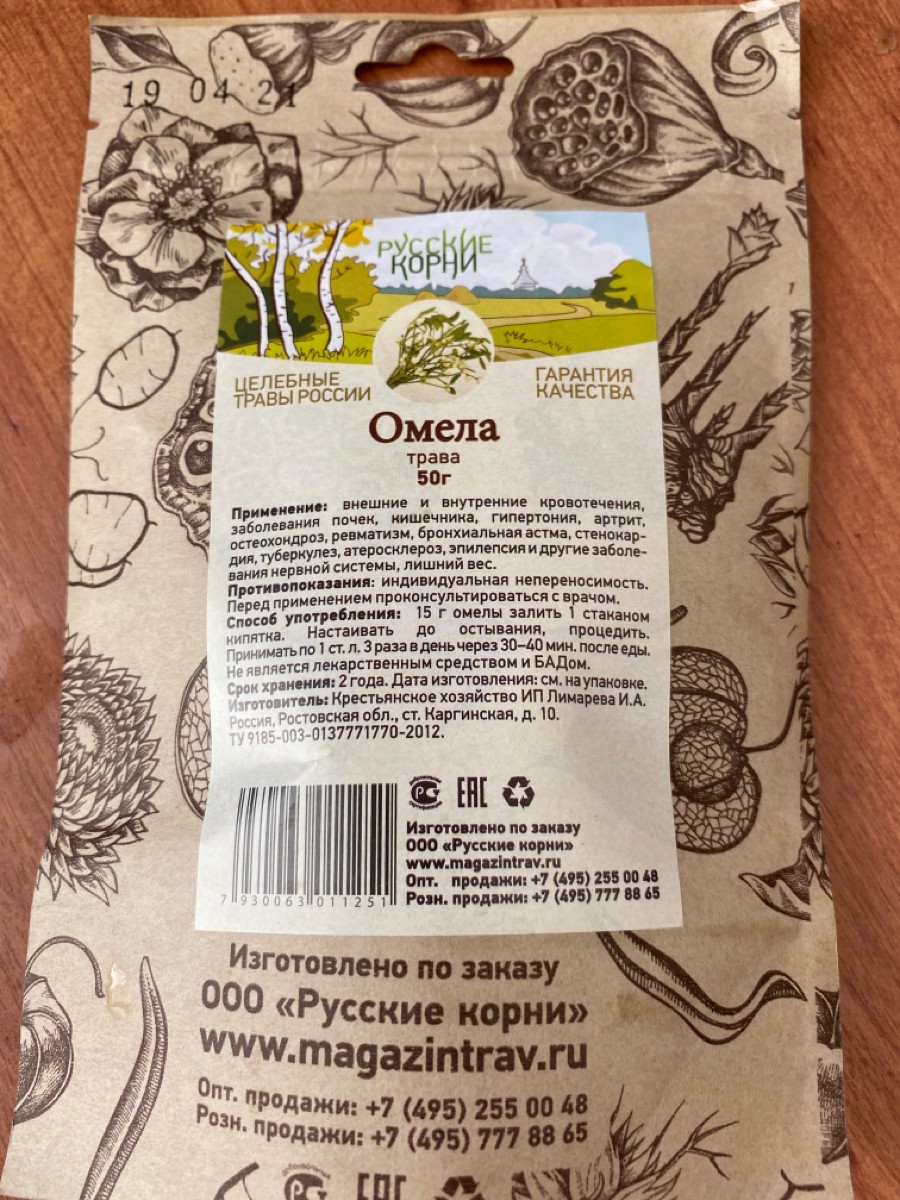 19 04 21
РУССКИЕ
КОРНИ
ЦЕЛЕБНЫЕ
ТРАВЫ РОССИИ
ГАРАНТИЯ
КАЧЕСТВА
Омела
трава
50г
Применение: внешние и внутренние кровотечения,
заболевания почек, кишечника, гипертония, артрит,
остеохондроз, ревматизм, бронхиальная астма, стенокар-
дия, туберкулез, атеросклероз, эпилепсия и другие заболе-
вания нервной системы, лишний вес.
Противопоказания: индивидуальная непереносимость.
Перед применением проконсультироваться с врачом.
Способ употребления: 15 г омелы залить 1 стаканом
кипятка. Настаивать до остывания, процедить.
Принимать по 1 ст. л. 3 раза в день через 30–40 мин. после еды.
Не является лекарственным средством и БАДом.
Срок хранения: 2 года. Дата изготовления: см. на упаковке.
Изготовитель: Крестьянское хозяйство ИП Лимарева И.А.
Россия, Ростовская обл., ст. Каргинская, д. 10.
ТУ 9185-003-0137771770-2012.
EAC
Изготовлено по заказу
ООО «Русские корни»
www.magazintrav.ru
Опт. продажи: +7 (495) 255 00 48
Розн. продажи: +7 (495) 777 88 65
7 930063 011251
Изготовлено по заказу
ООО «Русские корни»
www.magazintrav.ru
Опт. продажи: +7 (495) 255 00 48
Розн. продажи: +7 (495) 777 88 65
EAC